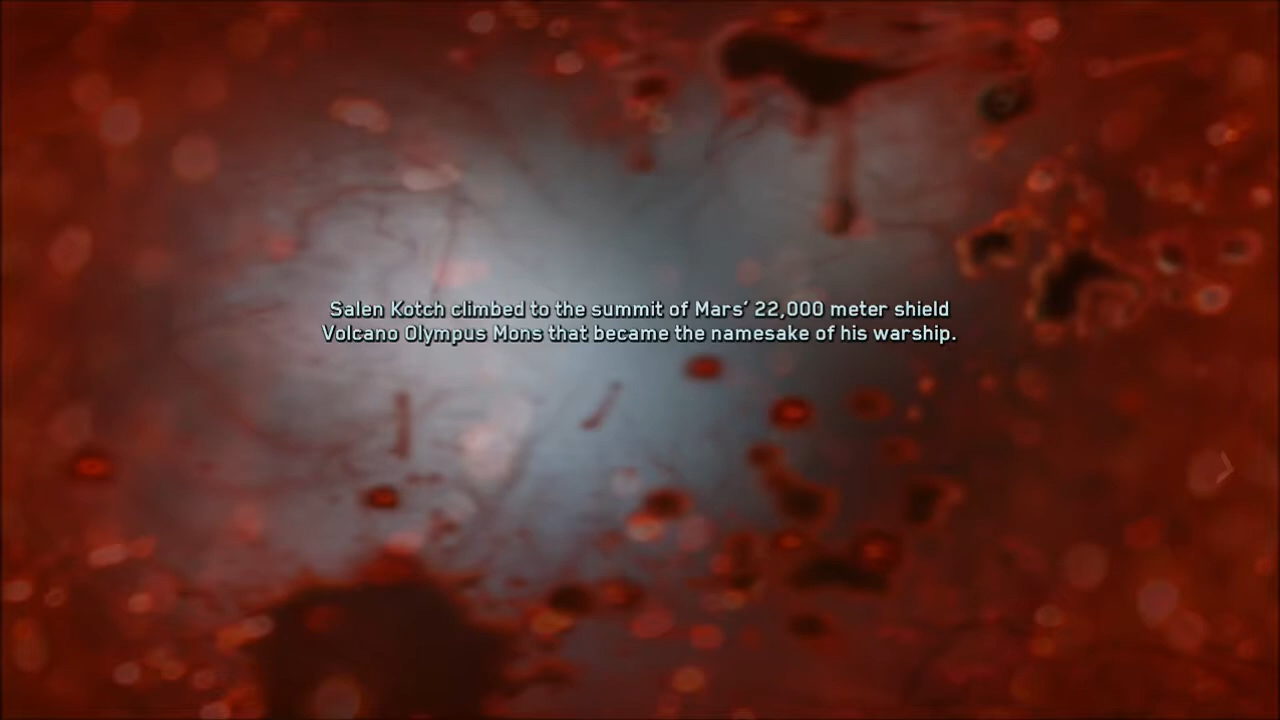 Salen Kotch climbed to the summit of Mars' 22,000 meter shield
Volcano Olympus Mons that became the namesake of his warship.